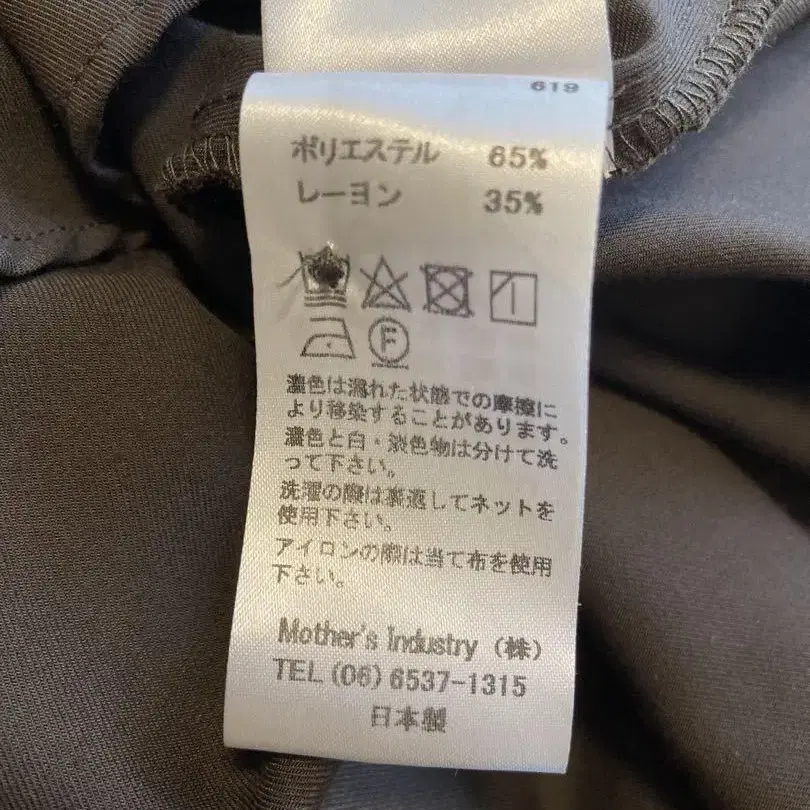 619
ポリエステル 65%
レーヨン 35%
F
濃色は濡れた状態での摩擦に
より移染することがあります。
濃色と白・淡色物は分けて洗
って下さい。
洗濯の際は裏返してネットを
使用下さい。
アイロンの際は当て布を使用
下さい。
Mother's Industry (株)
TEL (06) 6537-1315
日本製